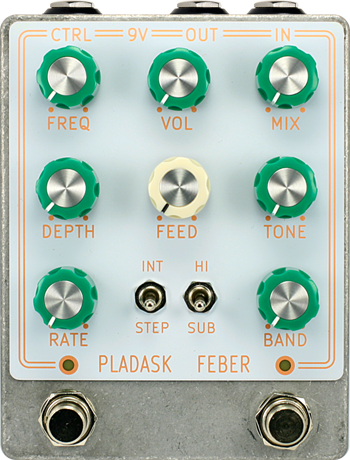 CTRL 9V OUT IN
FREQ VOL MIX
DEPTH FEED TONE
INT HI
STEP SUB
RATE BAND
PLADASK FEBER